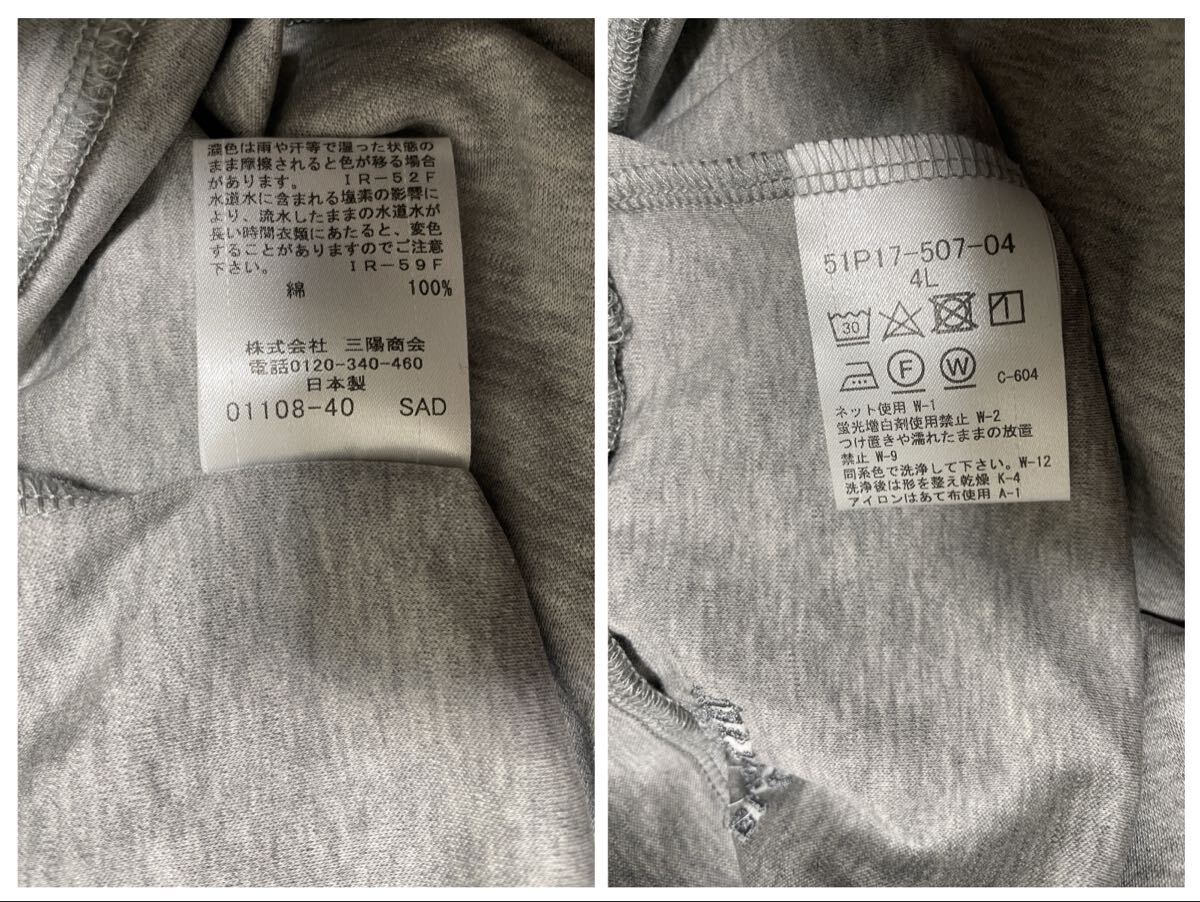 濃色は雨や汗等で湿った状態の
まま摩擦されると色が移る場合
があります。 IR-52F
水道水に含まれる塩素の影響に
より、流水したままの水道水が
長い時間衣類にあたると、変色
することがありますのでご注意
下さい。 IR-59F
綿 100%
株式会社 三陽商会
電話0120-340-460
日本製
01108-40 SAD
51P17-507-04
4L
30
1
F W C-604
ネット使用 W-1
蛍光増白剤使用禁止 W-2
つけ置きや濡れたままの放置
禁止 W-9
同系色で洗浄して下さい。W-12
洗浄後は形を整え乾燥 K-4
アイロンはあて布使用 A-1